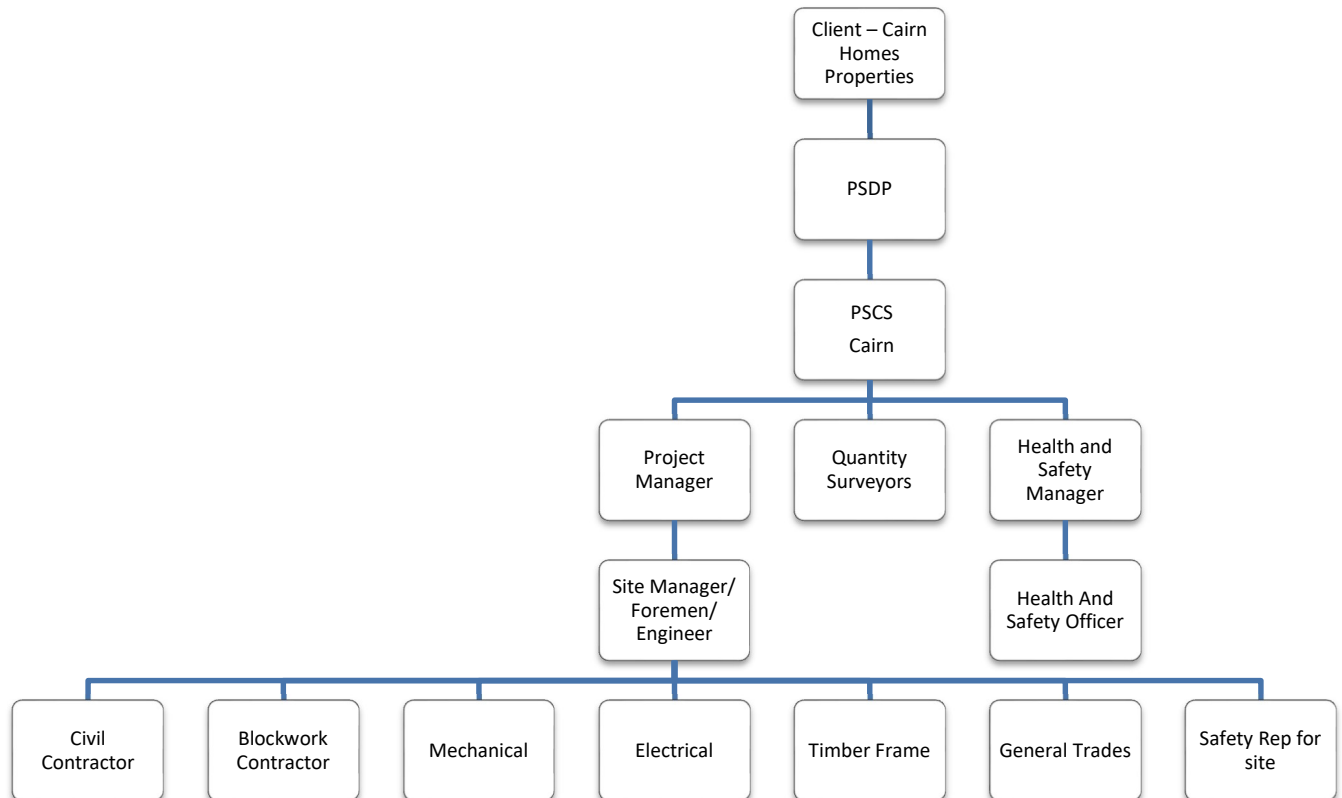 Client – Cairn
Homes
Properties
PSDP
PSCS
Cairn
Project
Manager
Quantity
Surveyors
Health and
Safety
Manager
Site Manager/
Foremen/
Engineer
Health And
Safety Officer
Civil
Contractor
Blockwork
Contractor
Mechanical
Electrical
Timber Frame
General Trades
Safety Rep for
site